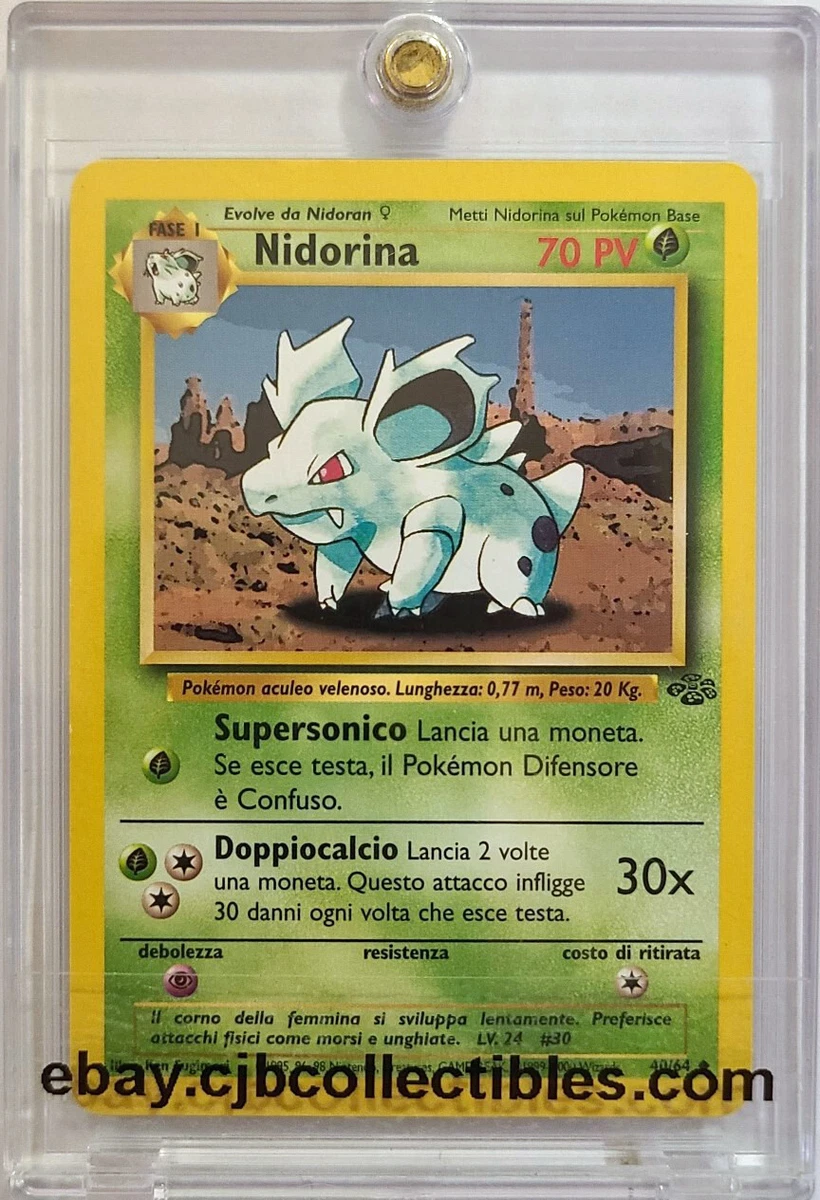 Evolve da Nidoran ♀ Metti Nidorina sul Pokémon Base
FASE 1
Nidorina 70 PV
Pokémon aculeo velenoso. Lunghezza: 0,77 m, Peso: 20 Kg.
Supersonico Lancia una moneta.
Se esce testa, il Pokémon Difensore
è Confuso.
Doppiocalcio Lancia 2 volte
una moneta. Questo attacco infligge
30 danni ogni volta che esce testa.
30x
debolezza resistenza costo di ritirata
Il corno della femmina si sviluppa lentamente. Preferisce
attacchi fisici come morsi e unghiate. LV. 24 #30
40/64
ebay.cjbcollectibles.com